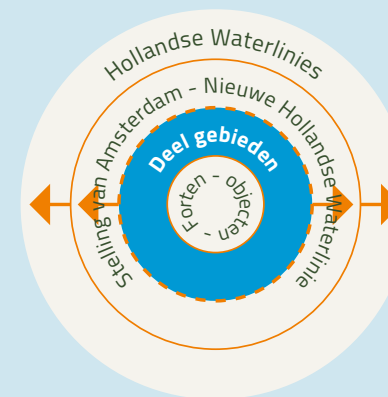 Hollandse Waterlinies
Stelling van Amsterdam - Nieuwe Hollandse Waterlinie
Deel gebieden
Forten - objecten -